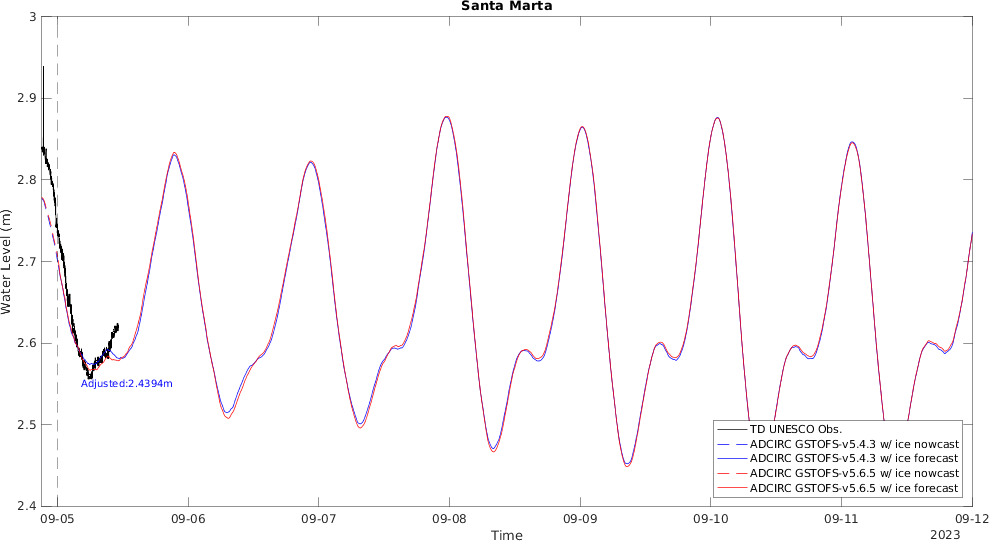 Santa Marta
3
2.9
2.8
2.7
2.6
2.5
2.4
Water Level (m)
Adjusted:2.4394m
TD UNESCO Obs.
ADCIRC GSTOFS-v5.4.3 w/ ice nowcast
ADCIRC GSTOFS-v5.4.3 w/ ice forecast
ADCIRC GSTOFS-v5.6.5 w/ ice nowcast
ADCIRC GSTOFS-v5.6.5 w/ ice forecast
09-05 09-06 09-07 09-08 09-09 09-10 09-11 09-12
Time
2023